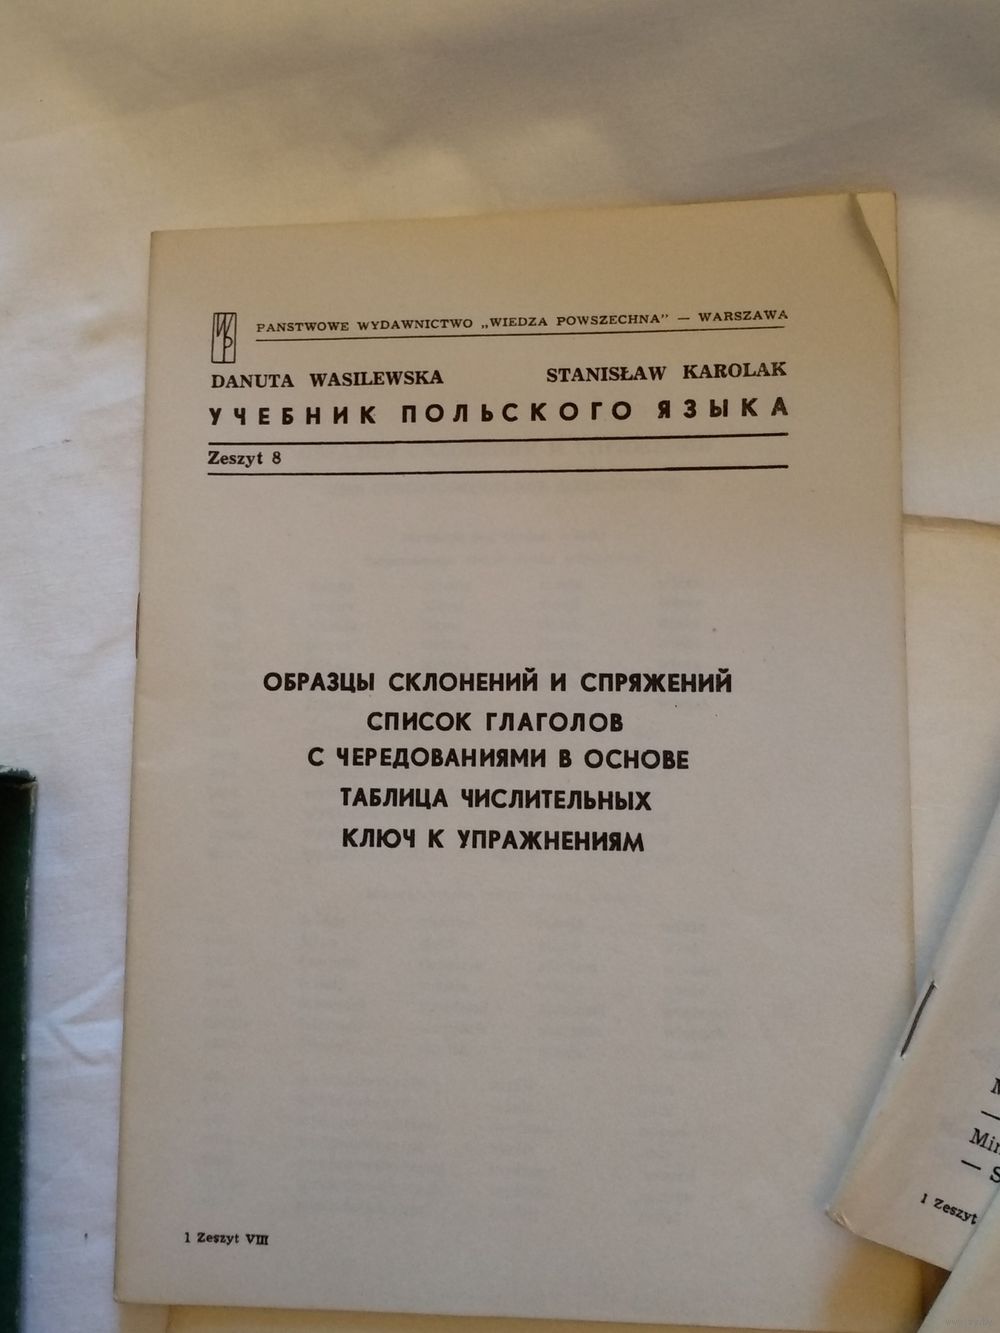 WP
PANSTWOWE WYDAWNICTWO „WIEDZA POWSZECHNA” — WARSZAWA
DANUTA WASILEWSKA STANISŁAW KAROLAK
УЧЕБНИК ПОЛЬСКОГО ЯЗЫКА
Zeszyt 8
ОБРАЗЦЫ СКЛОНЕНИЙ И СПРЯЖЕНИЙ
СПИСОК ГЛАГОЛОВ
С ЧЕРЕДОВАНИЯМИ В ОСНОВЕ
ТАБЛИЦА ЧИСЛИТЕЛЬНЫХ
КЛЮЧ К УПРАЖНЕНИЯМ
1 Zeszyt VIII
1 Zeszyt